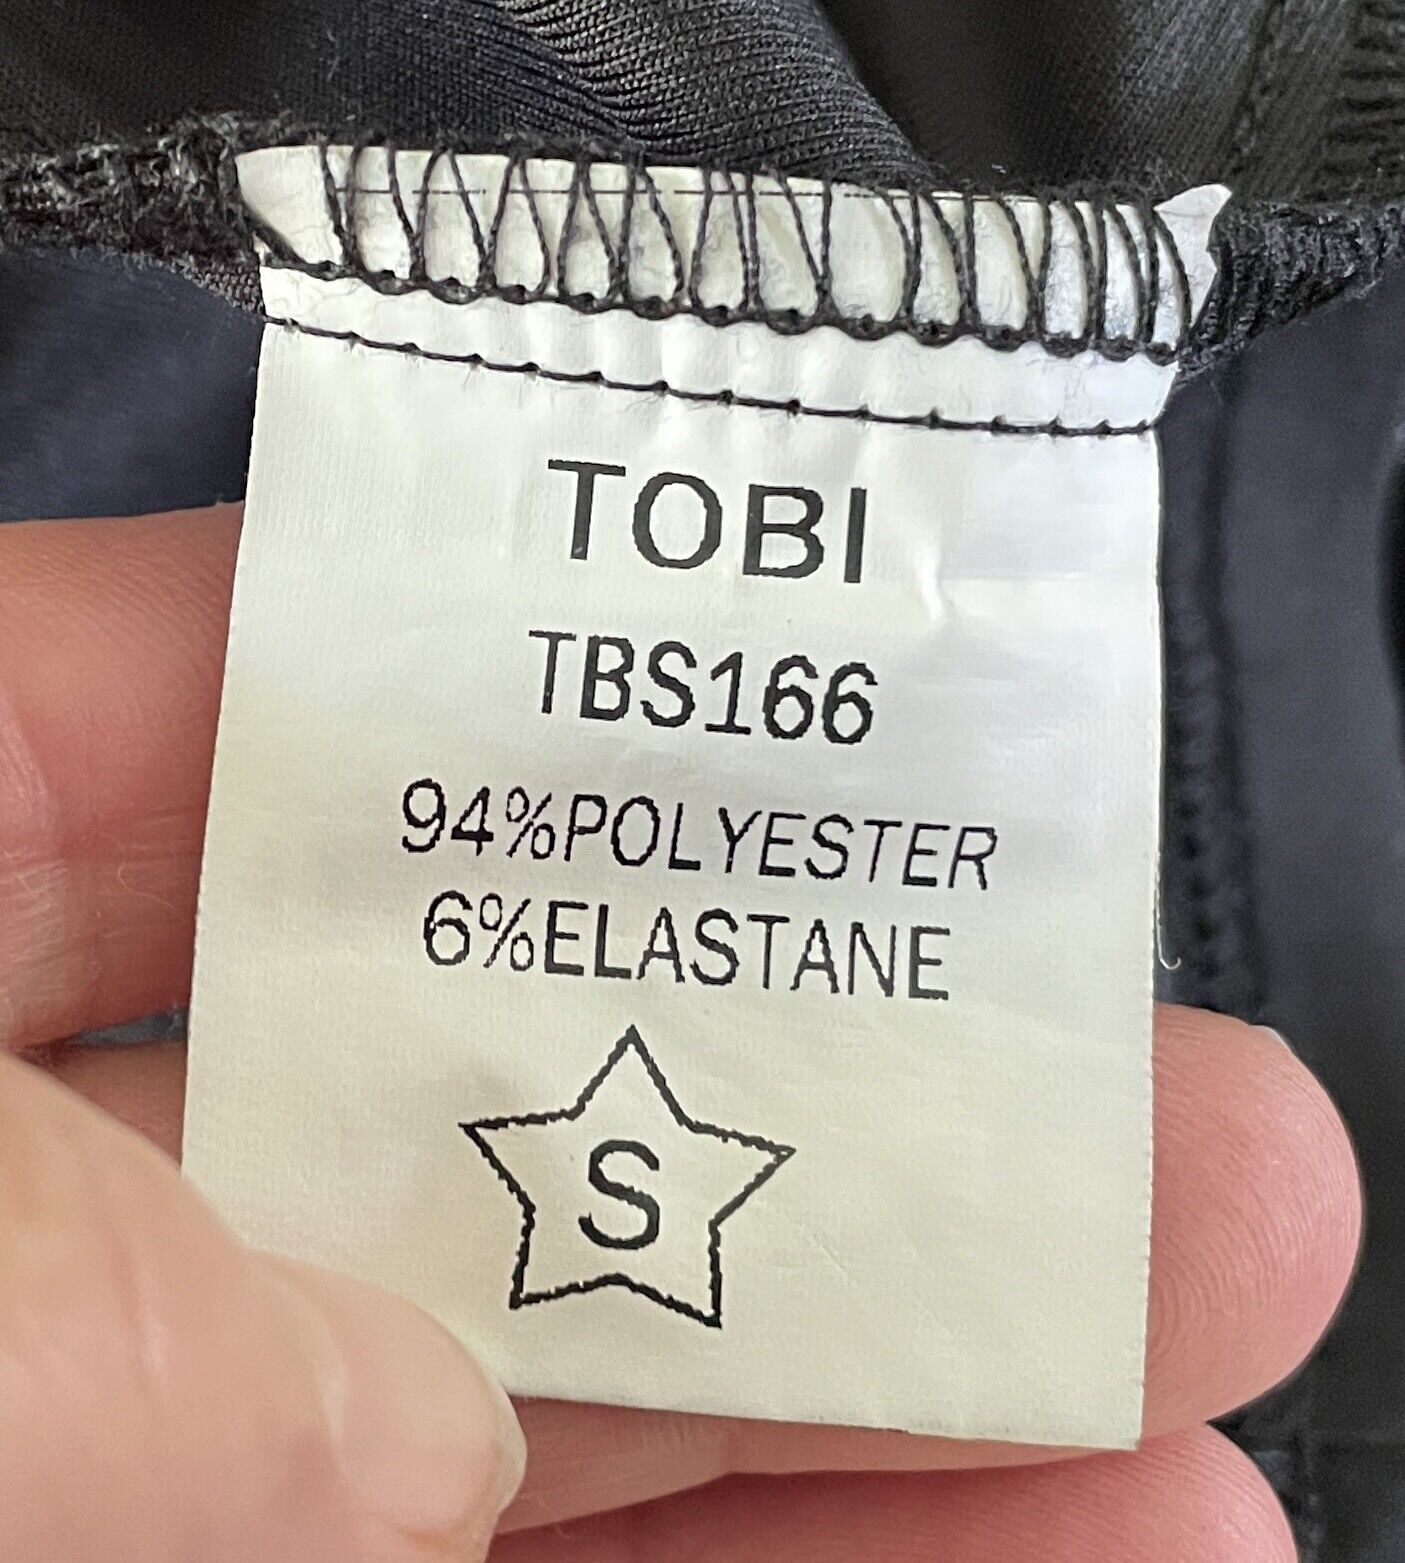 TOBI
TBS166
94%POLYESTER
6%ELASTANE
S